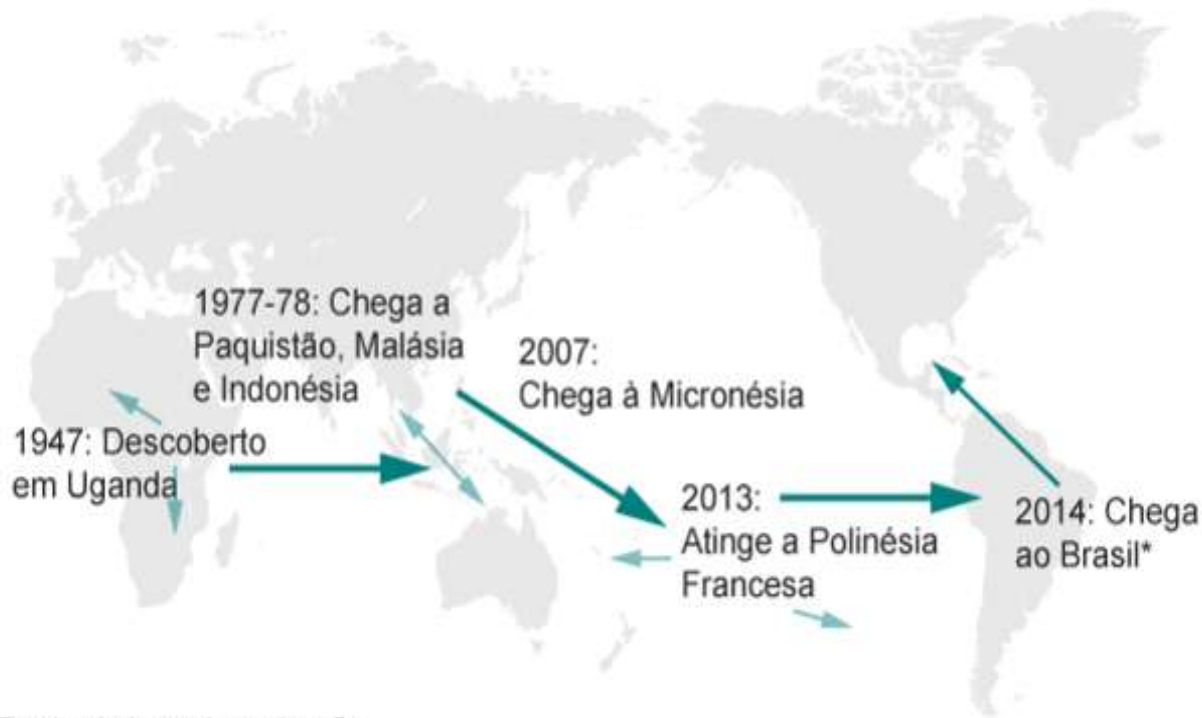 1977-78: Chega a
Paquistão, Malásia
e Indonésia
2007:
Chega à Micronésia
1947: Descoberto
em Uganda
2013:
Atinge a Polinésia
Francesa
2014: Chega
ao Brasil*